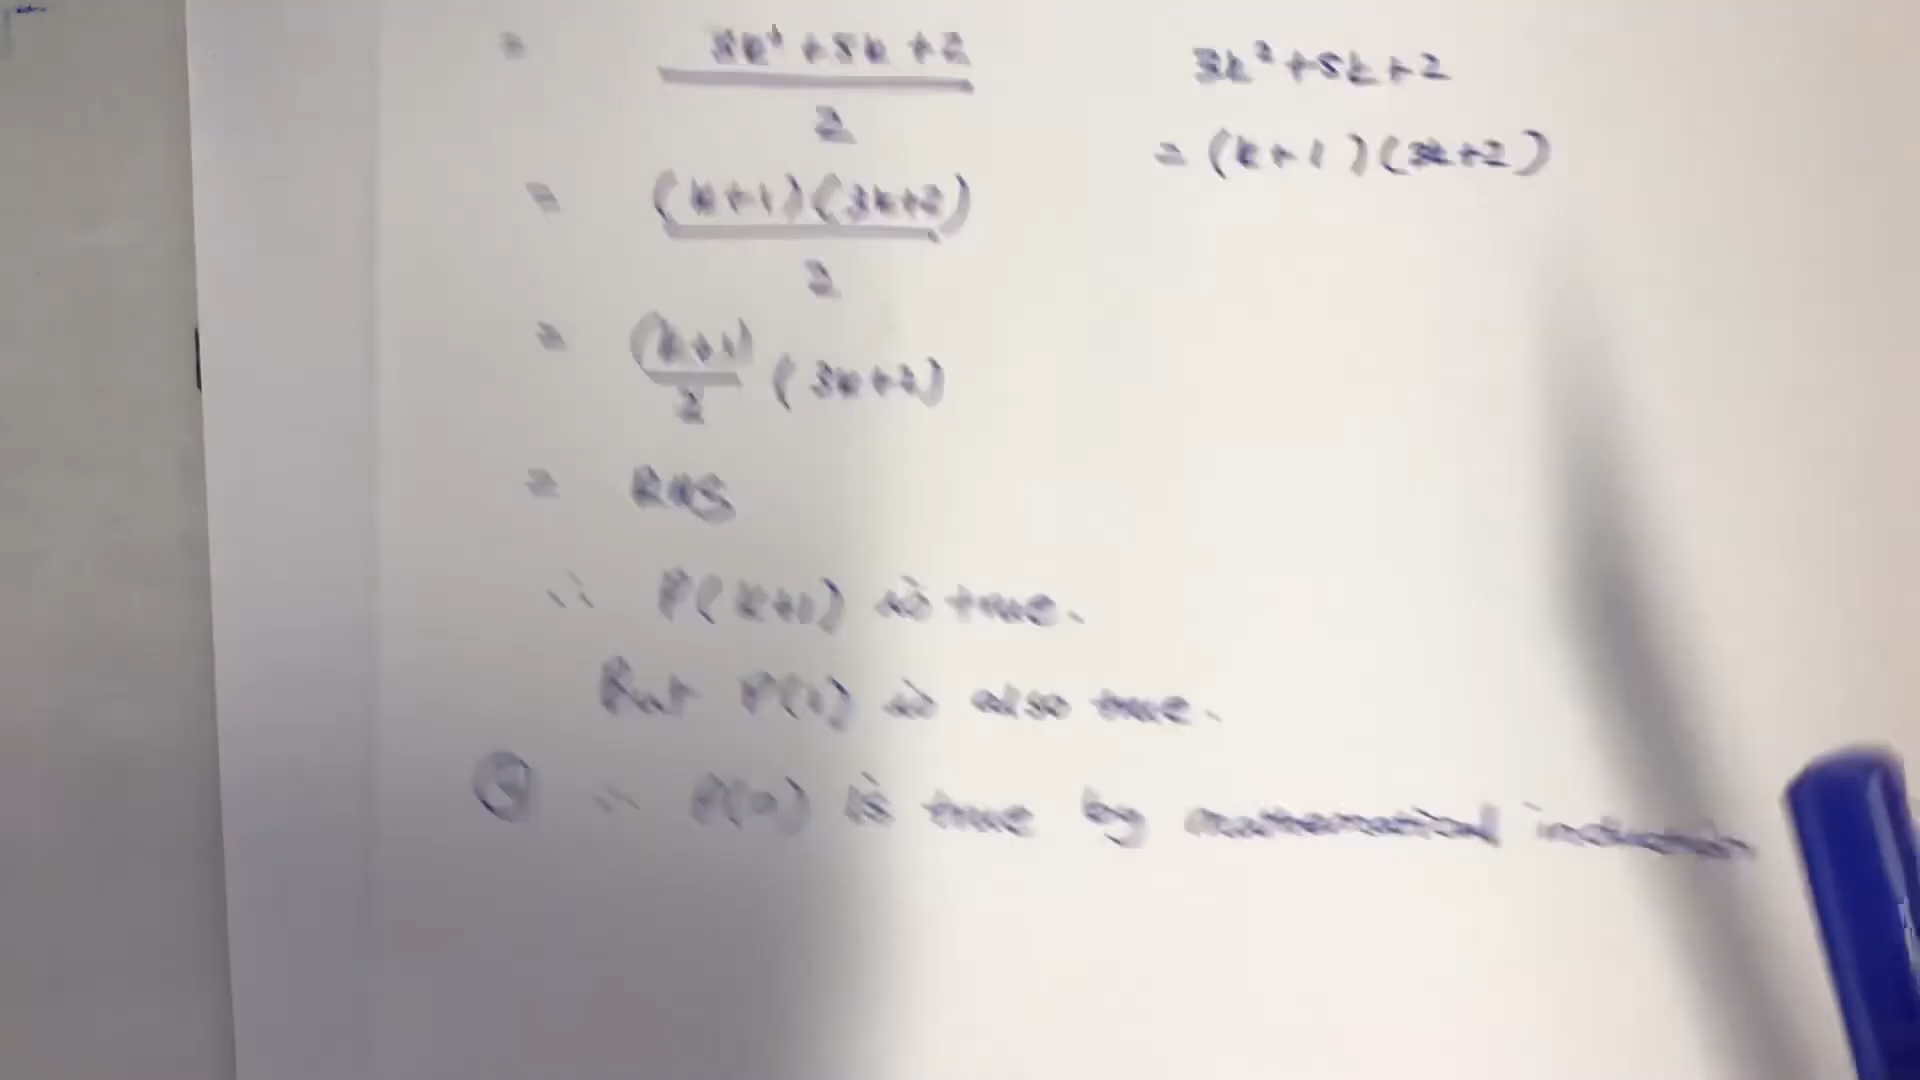 = 3k² + 5k + 2
2
3k² + 5k + 2
= (k+1)(3k+2)
= (k+1)(3k+2)
2
= (k+1) (3k+2)
2
= RHS
∴ P(k+1) is true.
But P(1) is also true.
∴ P(n) is true by mathematical induction